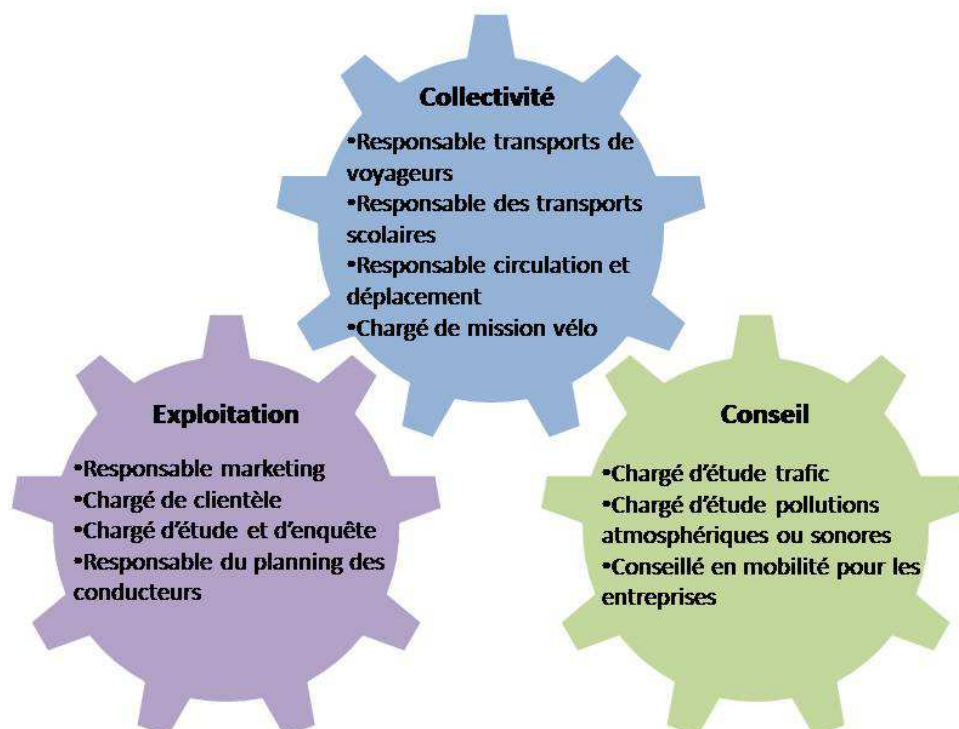 Collectivité
•Responsable transports de
voyageurs
•Responsable des transports
scolaires
•Responsable circulation et
déplacement
•Chargé de mission vélo
Exploitation
•Responsable marketing
•Chargé de clientèle
•Chargé d'étude et d'enquête
•Responsable du planning des
conducteurs
Conseil
•Chargé d'étude trafic
•Chargé d'étude pollutions
atmosphériques ou sonores
•Conseillé en mobilité pour les
entreprises